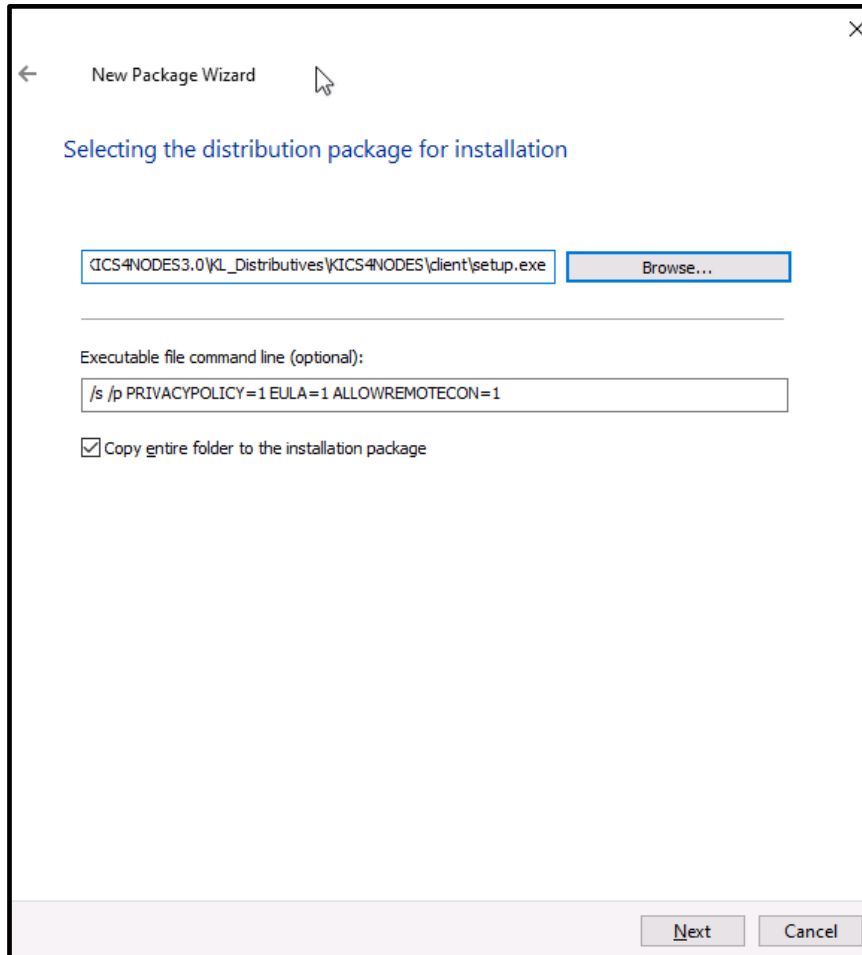 New Package Wizard
Selecting the distribution package for installation
ICS4NODES3.0\KL_Distributives\KICS4NODES\client\setup.exe
Browse...
Executable file command line (optional):
/s /p PRIVACYPOLICY=1 EULA=1 ALLOWREMOTECON=1
Copy entire folder to the installation package
Next
Cancel